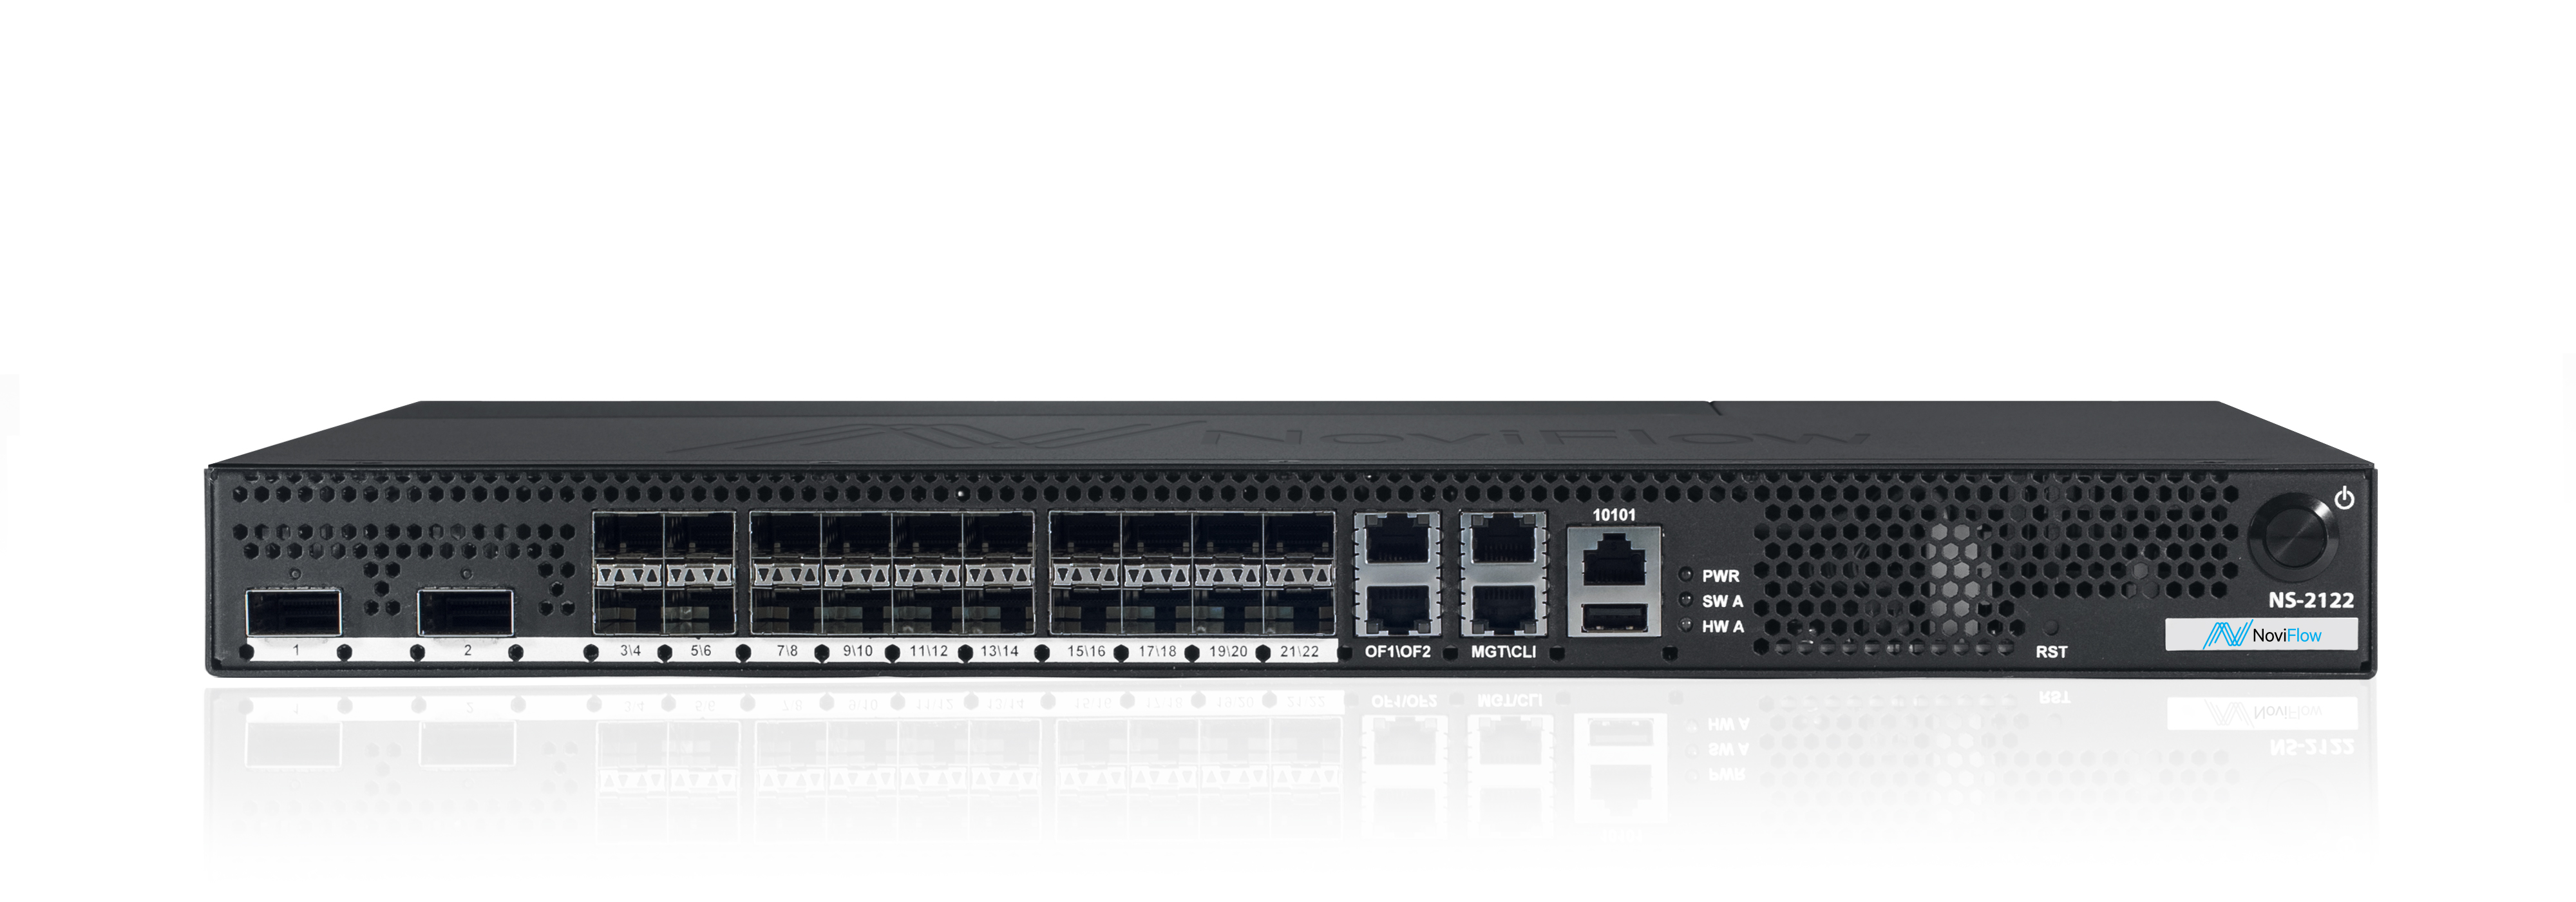 NoviFlow
10101
PWR
SW A
HW A
NS-2122
NoviFlow
1 2 3\4 5\6 7\8 9\10 11\12 13\14 15\16 17\18 19\20 21\22 OF1\OF2 MGT\CLI RST